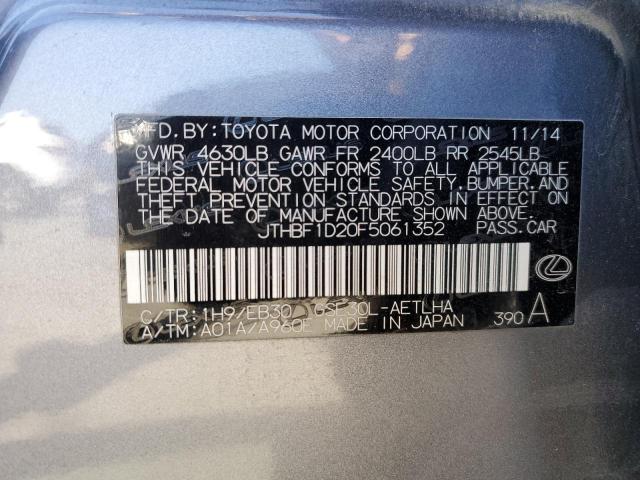 MFD. BY: TOYOTA MOTOR CORPORATION 11/14
GVWR 4630LB GAWR FR 2400LB RR 2545LB
THIS VEHICLE CONFORMS TO ALL APPLICABLE
FEDERAL MOTOR VEHICLE SAFETY, BUMPER, AND
THEFT PREVENTION STANDARDS IN EFFECT ON
THE DATE OF MANUFACTURE SHOWN ABOVE.
JTHBF1D20F5061352 PASS.CAR
C/TR: 1H9/EB30 GSE30L-AETLHA
A/TM: A01A/A960E MADE IN JAPAN 390 A